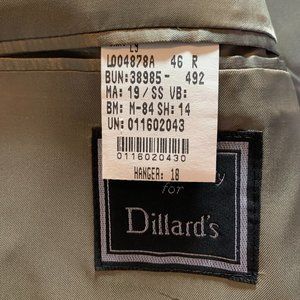 L004878A 46 R
BUN: 38985- 492
MA: 19/SS VB:
BM: M-84 SH: 14
UN: 011602043
0116020430
HANGER: 18
for
Dillard's